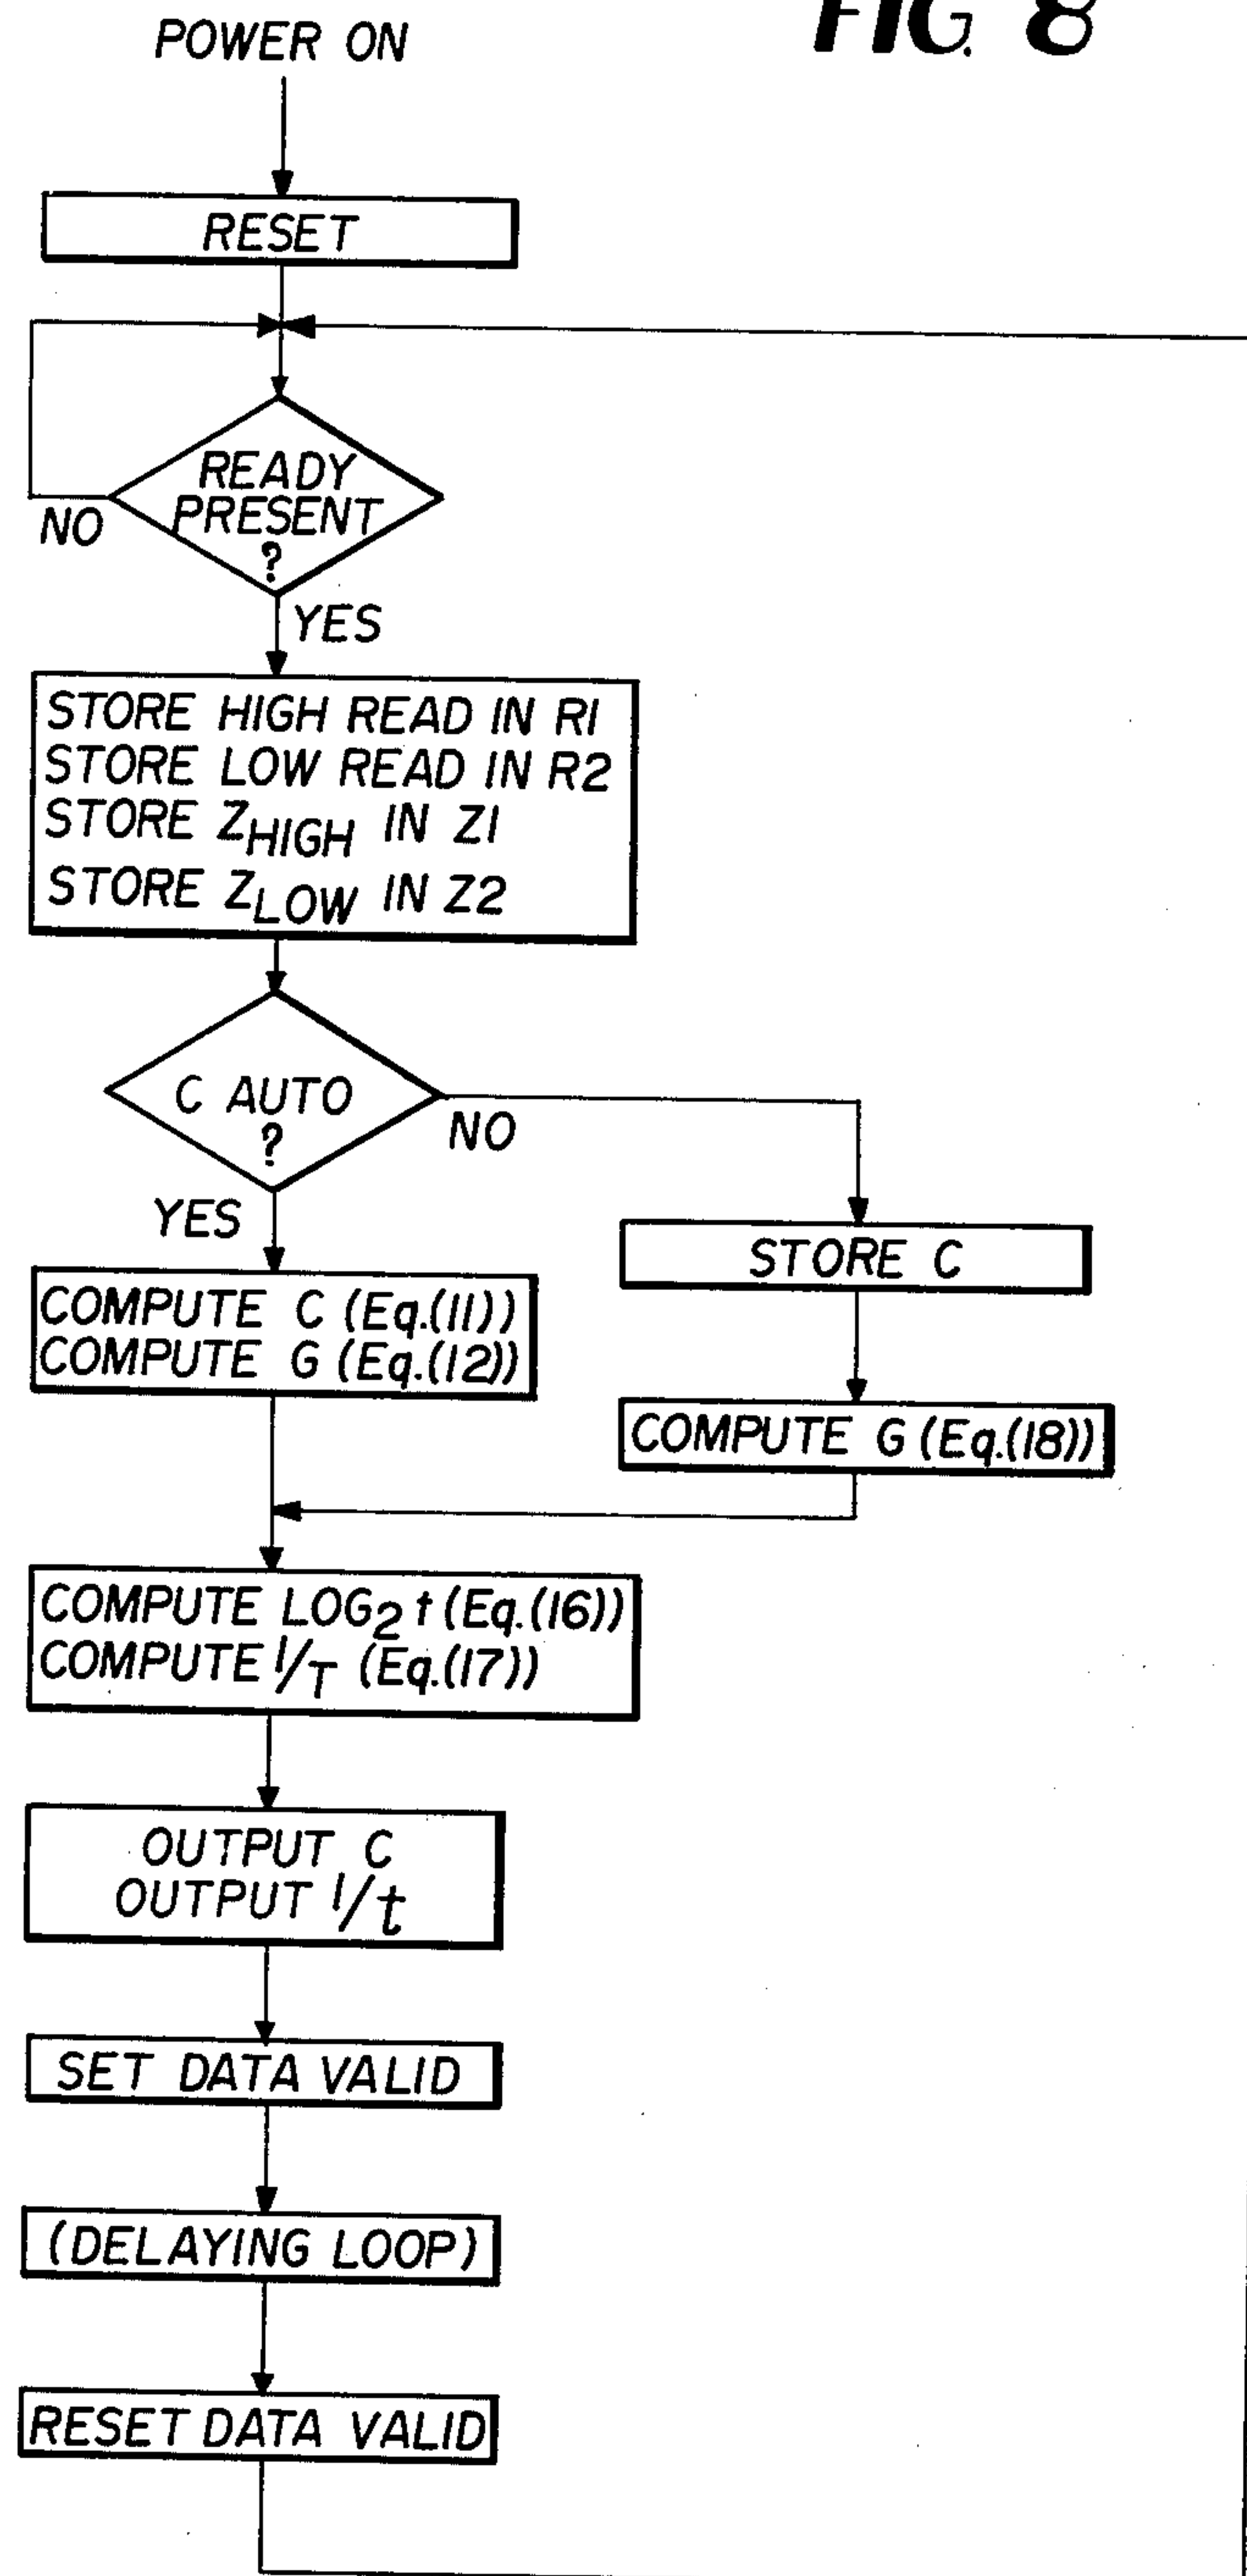 FIG. 8
POWER ON
RESET
READY
PRESENT
?
NO
YES
STORE HIGH READ IN R1
STORE LOW READ IN R2
STORE Z_HIGH IN Z1
STORE Z_LOW IN Z2
C AUTO
?
NO
YES
STORE C
COMPUTE C (Eq.(11))
COMPUTE G (Eq.(12))
COMPUTE G (Eq.(18))
COMPUTE LOG₂ t (Eq.(16))
COMPUTE 1/T (Eq.(17))
OUTPUT C
OUTPUT 1/t
SET DATA VALID
(DELAYING LOOP)
RESET DATA VALID